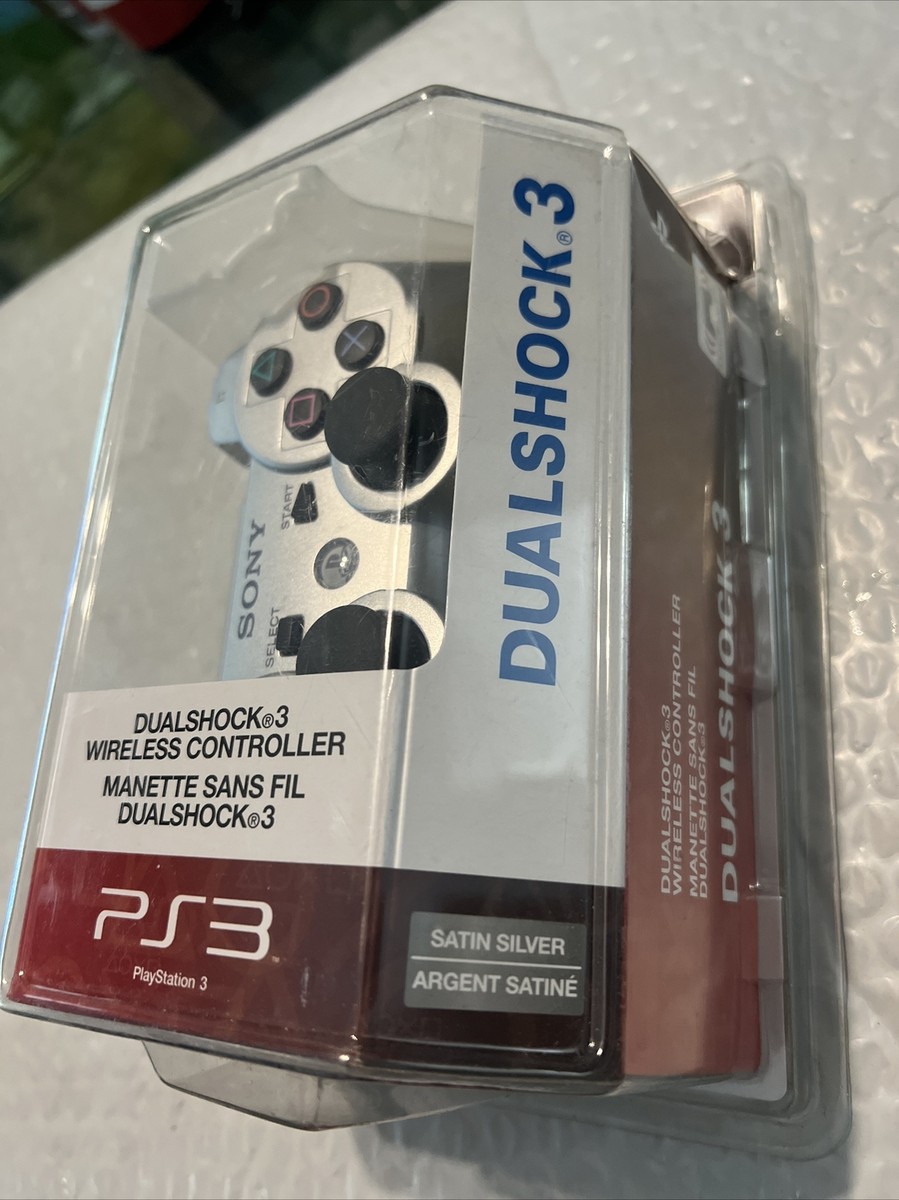 DUALSHOCK®3
START
SONY
SELECT
DUALSHOCK®3
WIRELESS CONTROLLER
MANETTE SANS FIL
DUALSHOCK®3
PS3™
PlayStation 3
SATIN SILVER
ARGENT SATINÉ
DUALSHOCK®3
WIRELESS CONTROLLER
MANETTE SANS FIL
DUALSHOCK®3
DUALSHOCK 3